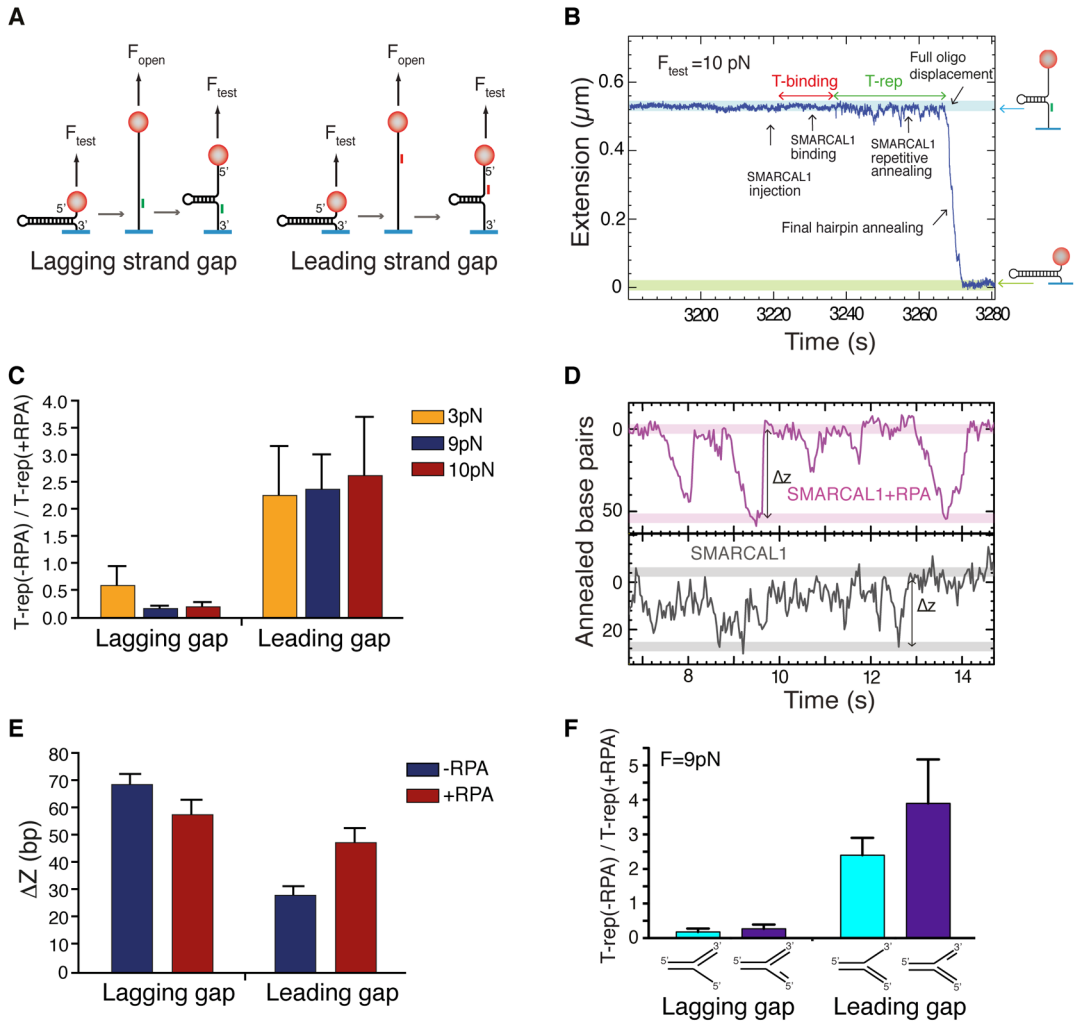 A
F_open
F_open
F_test
F_test
F_test
F_test
5’
3’
5’
3’
5’
3’
5’
3’
Lagging strand gap
Leading strand gap
B
F_test=10 pN
Full oligo
displacement
T-binding
T-rep
SMARCAL1
injection
SMARCAL1
binding
SMARCAL1
repetitive
annealing
Final hairpin annealing
Extension (µm)
0.6
0.4
0.2
0
3200
3220
3240
3260
3280
Time (s)
C
T-rep(-RPA) / T-rep(+RPA)
4.0
3.5
3.0
2.5
2.0
1.5
1.0
0.5
0.0
3pN
9pN
10pN
Lagging gap
Leading gap
D
Annealed base pairs
0
50
Δz
SMARCAL1+RPA
SMARCAL1
0
20
Δz
8
10
12
14
Time (s)
E
ΔZ (bp)
80
70
60
50
40
30
20
10
0
-RPA
+RPA
Lagging gap
Leading gap
F
F=9pN
T-rep(-RPA) / T-rep(+RPA)
5
4
3
2
1
0
5’
3’
5’
5’
3’
5’
5’
3’
5’
5’
3’
5’
Lagging gap
Leading gap